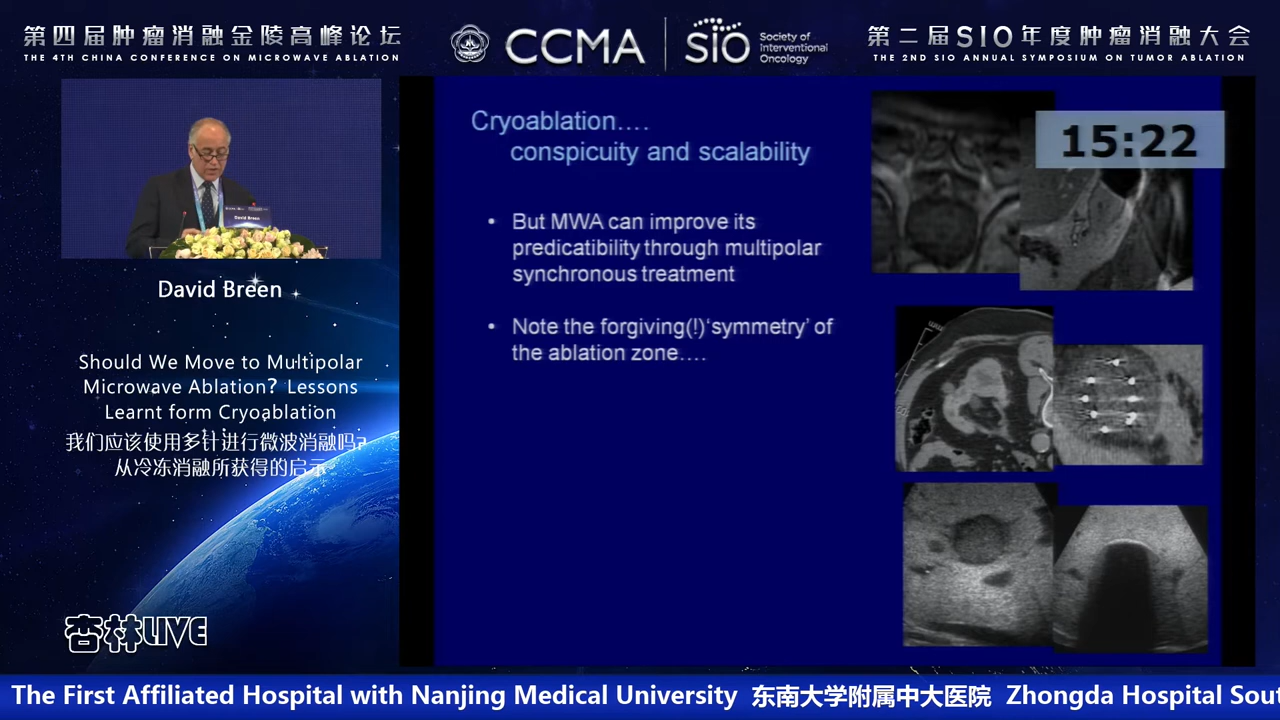 第四届肿瘤消融金陵高峰论坛
THE 4TH CHINA CONFERENCE ON MICROWAVE ABLATION
CCMA
SIO
Society of
Interventional
Oncology
第二届SIO年度肿瘤消融大会
THE 2ND SIO ANNUAL SYMPOSIUM ON TUMOR ABLATION
David Breen
David Breen
Should We Move to Multipolar
Microwave Ablation? Lessons
Learnt form Cryoablation
我们应该使用多针进行微波消融吗?
从冷冻消融所获得的启示
杏林LIVE
Cryoablation....
conspicuity and scalability
• But MWA can improve its
predicatibility through multipolar
synchronous treatment
• Note the forgiving(!)‘symmetry’ of
the ablation zone....
15:22
The First Affiliated Hospital with Nanjing Medical University 东南大学附属中大医院 Zhongda Hospital Sout